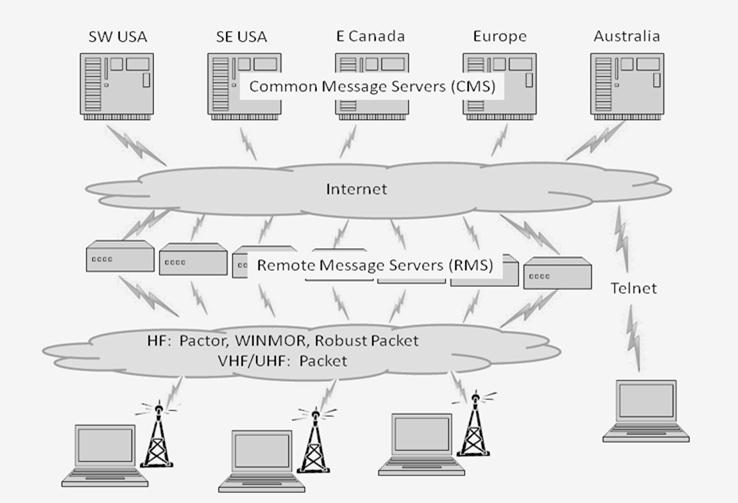 SW USA
SE USA
E Canada
Europe
Australia
Common Message Servers (CMS)
Internet
Remote Message Servers (RMS)
Telnet
HF: Pactor, WINMOR, Robust Packet
VHF/UHF: Packet